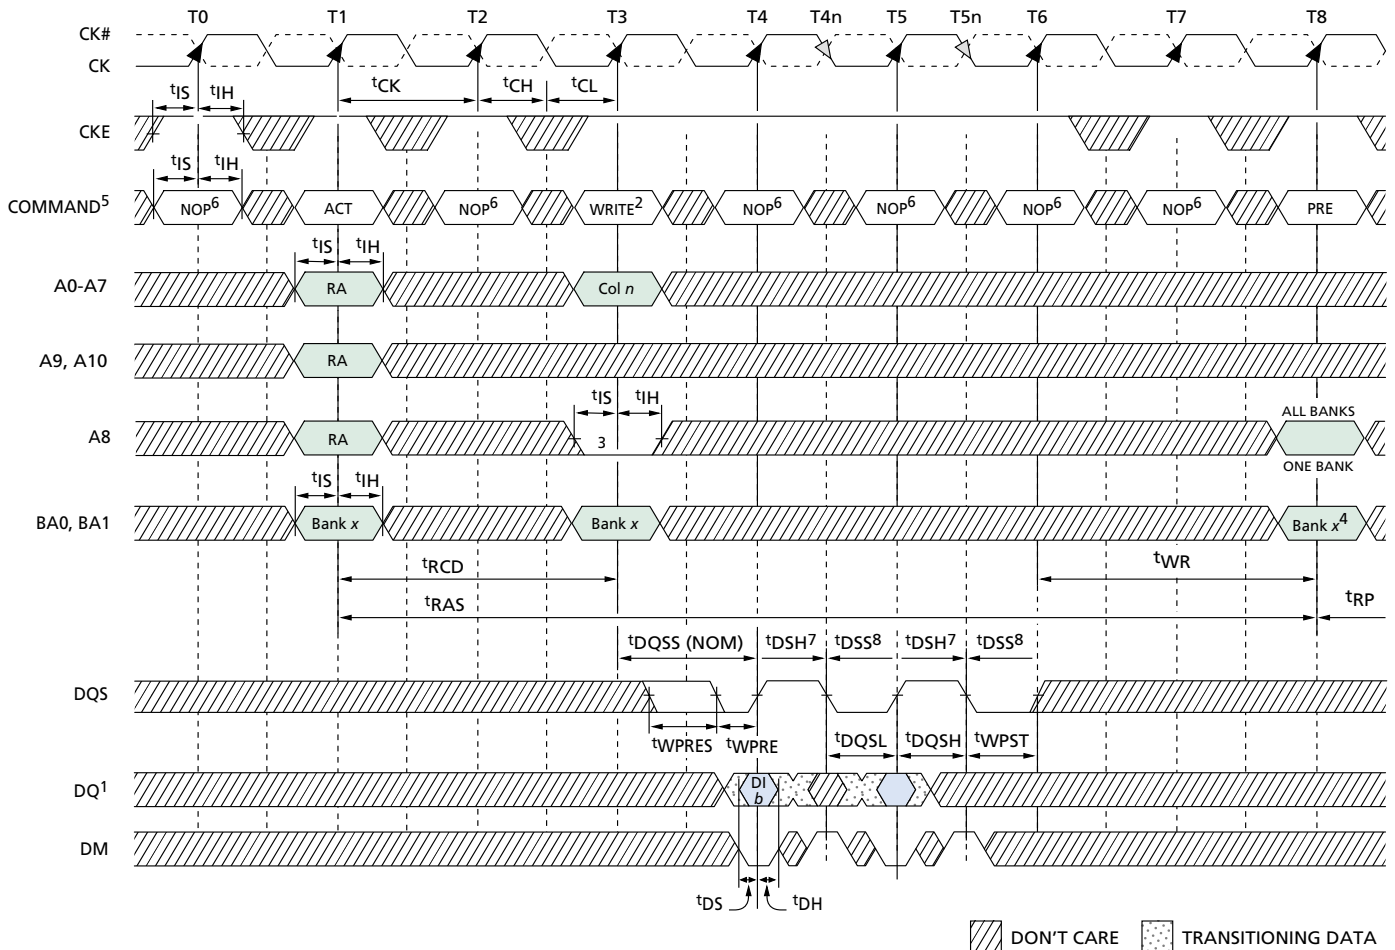 T0 T1 T2 T3 T4 T4n T5 T5n T6 T7 T8
CK#
CK
tIS tIH tCK tCH tCL
CKE
tIS tIH
COMMAND5 NOP6 ACT NOP6 WRITE2 NOP6 NOP6 NOP6 NOP6 PRE
tIS tIH
A0-A7 RA Col n
A9, A10 RA
tIS tIH ALL BANKS
A8 RA 3
tIS tIH ONE BANK
BA0, BA1 Bank x Bank x Bank x4
tRCD tWR
tRAS tRP
tDQSS (NOM) tDSH7 tDSS8 tDSH7 tDSS8
DQS
tWPRES tWPRE tDQSL tDQSH tWPST
DQ1 DI
b
DM
tDS tDH
DON'T CARE TRANSITIONING DATA